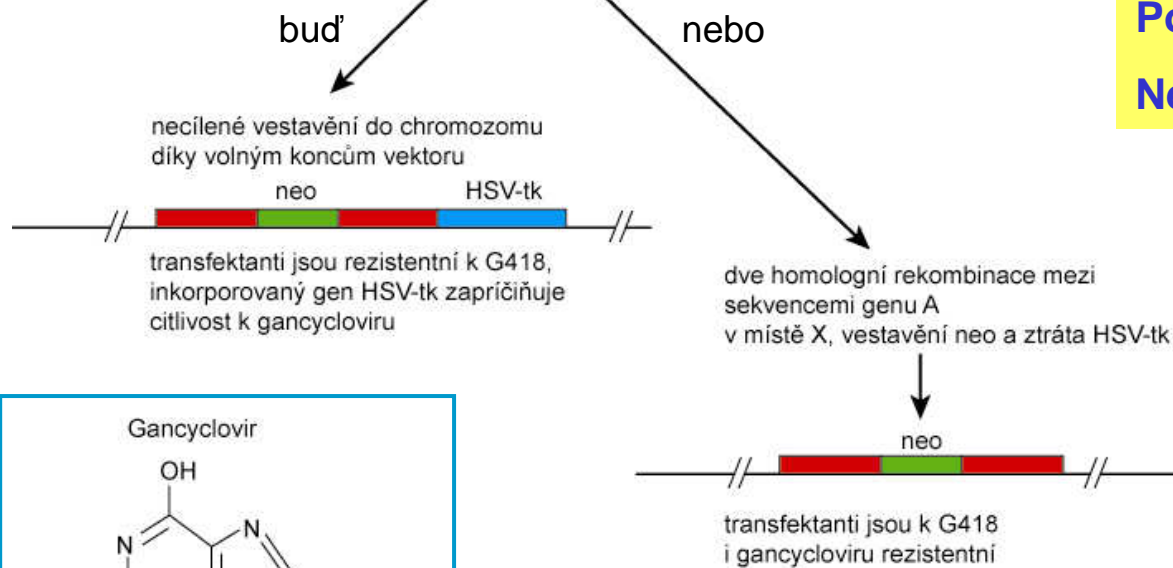 buď
nebo
necílené vestavění do chromozomu
díky volným koncům vektoru
neo
HSV-tk
transfektanti jsou rezistentní k G418,
inkorporovaný gen HSV-tk zapříčiňuje
citlivost k gancycloviru
dve homologní rekombinace mezi
sekvencemi genu A
v místě X, vestavění neo a ztráta HSV-tk
neo
transfektanti jsou k G418
i gancycloviru rezistentní
Gancyclovir
OH
N
N